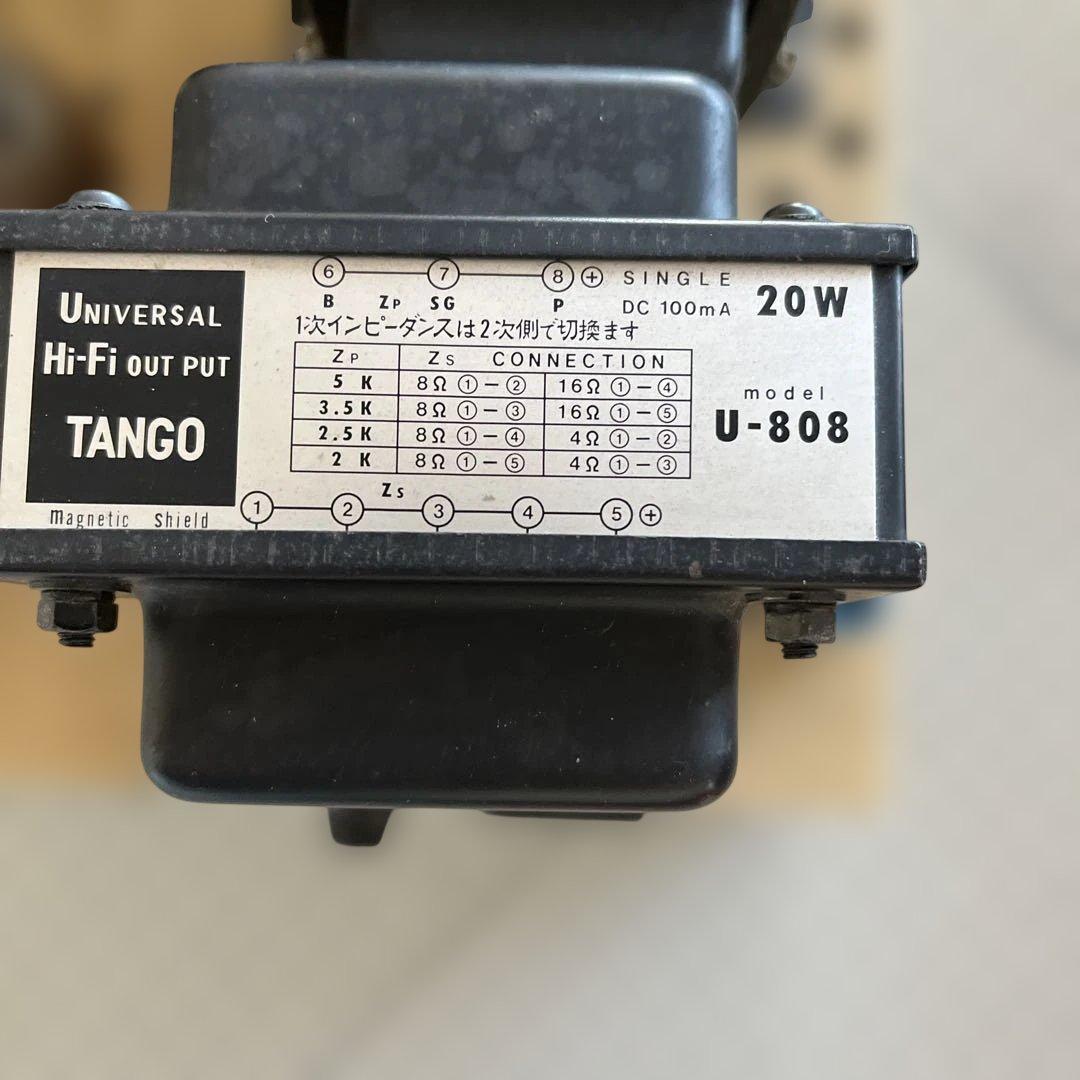 UNIVERSAL
Hi-Fi OUT PUT
TANGO
Magnetic Shield
⑥ ⑦ ⑧ ⊕ SINGLE
B ZP SG P DC 100mA 20W
1次インピーダンスは2次側で切換ます
ZP ZS CONNECTION
5 K 8Ω ①－② 16Ω ①－④
3.5K 8Ω ①－③ 16Ω ①－⑤
2.5K 8Ω ①－④ 4Ω ①－②
2 K 8Ω ①－⑤ 4Ω ①－③
model
U-808
ZS
① ② ③ ④ ⑤ ⊕